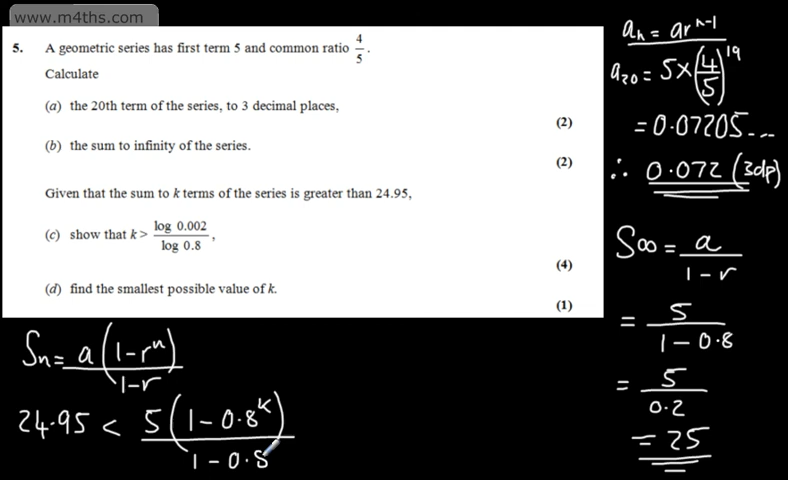 www.m4ths.com
5. A geometric series has first term 5 and common ratio 4/5.
Calculate
(a) the 20th term of the series, to 3 decimal places,
(2)
(b) the sum to infinity of the series.
(2)
Given that the sum to k terms of the series is greater than 24.95,
(c) show that k > log 0.002 / log 0.8,
(4)
(d) find the smallest possible value of k.
(1)
aₙ = arⁿ⁻¹
a₂₀ = 5 × (4/5)¹⁹
= 0.07205...
∴ 0.072 (3dp)
S∞ = a / 1 - r
= 5 / 1 - 0.8
= 5 / 0.2
= 25
Sₙ = a(1 - rⁿ) / 1 - r
24.95 < 5(1 - 0.8ᵏ) / 1 - 0.8